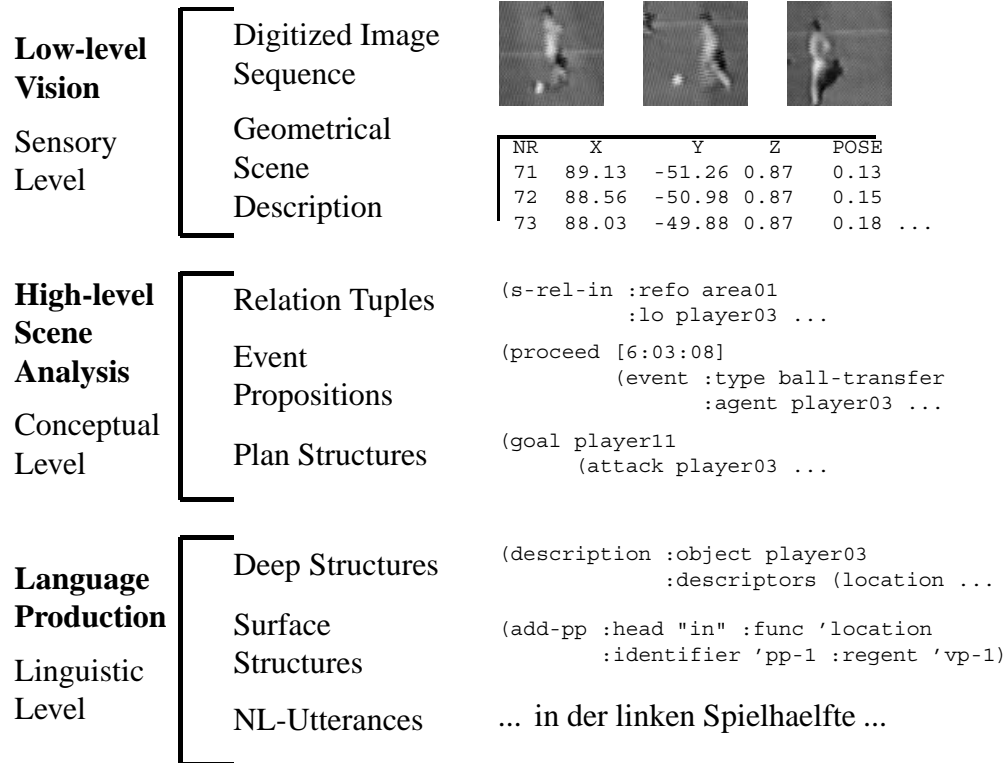 Low-level
Vision
Sensory
Level
Digitized Image
Sequence
Geometrical
Scene
Description
NR X Y Z POSE
71 89.13 -51.26 0.87 0.13
72 88.56 -50.98 0.87 0.15
73 88.03 -49.88 0.87 0.18 ...
High-level
Scene
Analysis
Conceptual
Level
Relation Tuples
(s-rel-in :refo area01
:lo player03 ...
Event
Propositions
(proceed [6:03:08]
(event :type ball-transfer
:agent player03 ...
Plan Structures
(goal player11
(attack player03 ...
Language
Production
Linguistic
Level
Deep Structures
(description :object player03
:descriptors (location ...
Surface
Structures
(add-pp :head "in" :func ’location
:identifier ’pp-1 :regent ’vp-1)
NL-Utterances
... in der linken Spielhaelfte ...